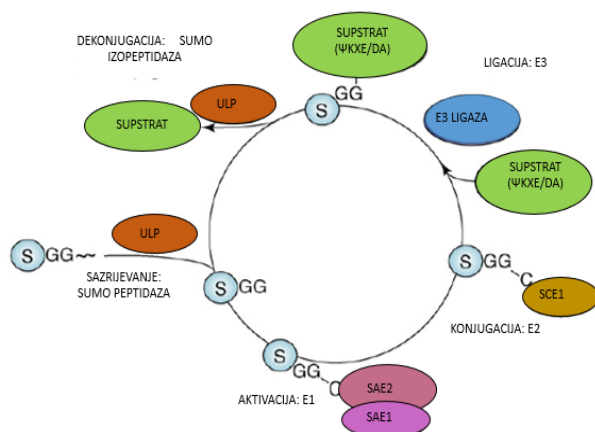 DEKONJUGACIJA: SUMO
IZOPEPTIDAZA
SUPSTRAT
(ΨKXE/DA)
LIGACIJA: E3
GG
S
ULP
SUPSTRAT
E3 LIGAZA
SUPSTRAT
(ΨKXE/DA)
ULP
S GG
SAZRIJEVANJE:
SUMO PEPTIDAZA
S GG
S GG
C
SCE1
KONJUGACIJA: E2
S
GG
C
AKTIVACIJA: E1
SAE2
SAE1